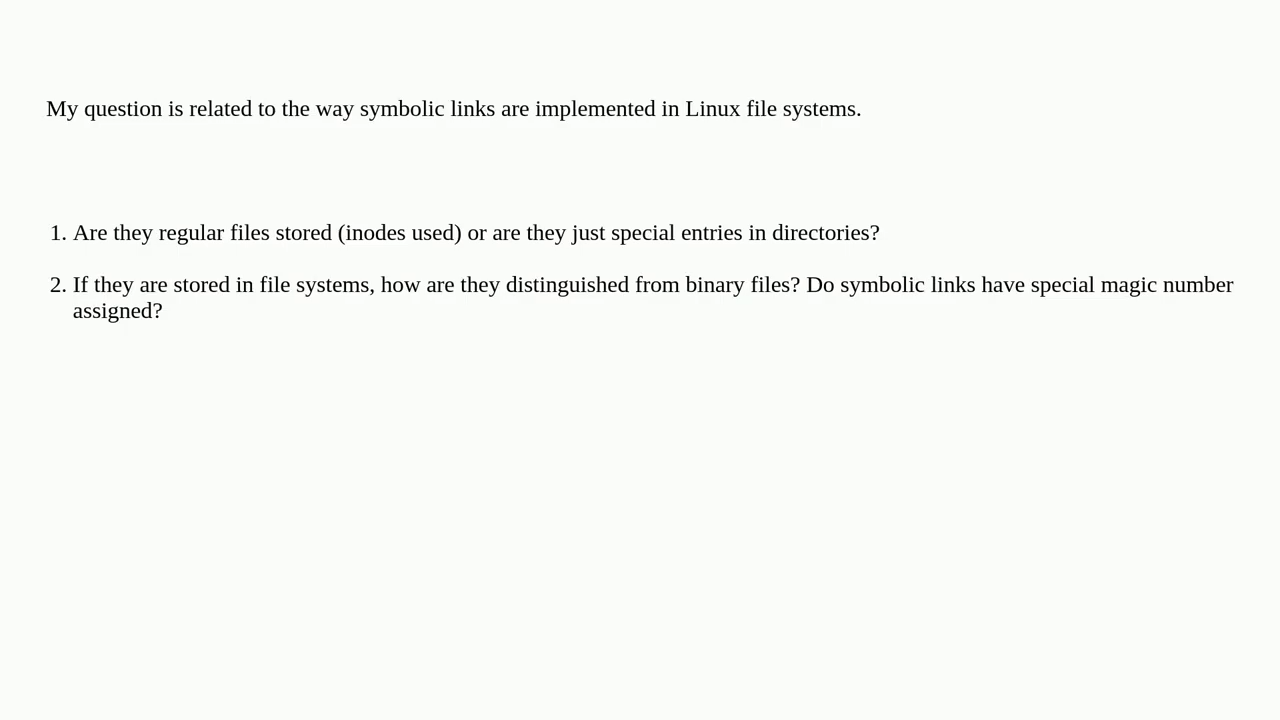 My question is related to the way symbolic links are implemented in Linux file systems.
1. Are they regular files stored (inodes used) or are they just special entries in directories?
2. If they are stored in file systems, how are they distinguished from binary files? Do symbolic links have special magic number
assigned?